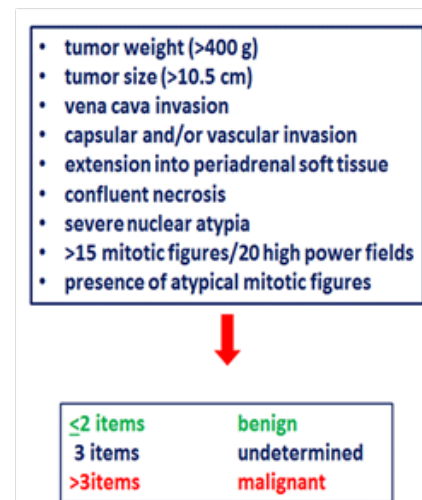 • tumor weight (>400 g)
• tumor size (>10.5 cm)
• vena cava invasion
• capsular and/or vascular invasion
• extension into periadrenal soft tissue
• confluent necrosis
• severe nuclear atypia
• >15 mitotic figures/20 high power fields
• presence of atypical mitotic figures
≤2 items benign
3 items undetermined
>3items malignant